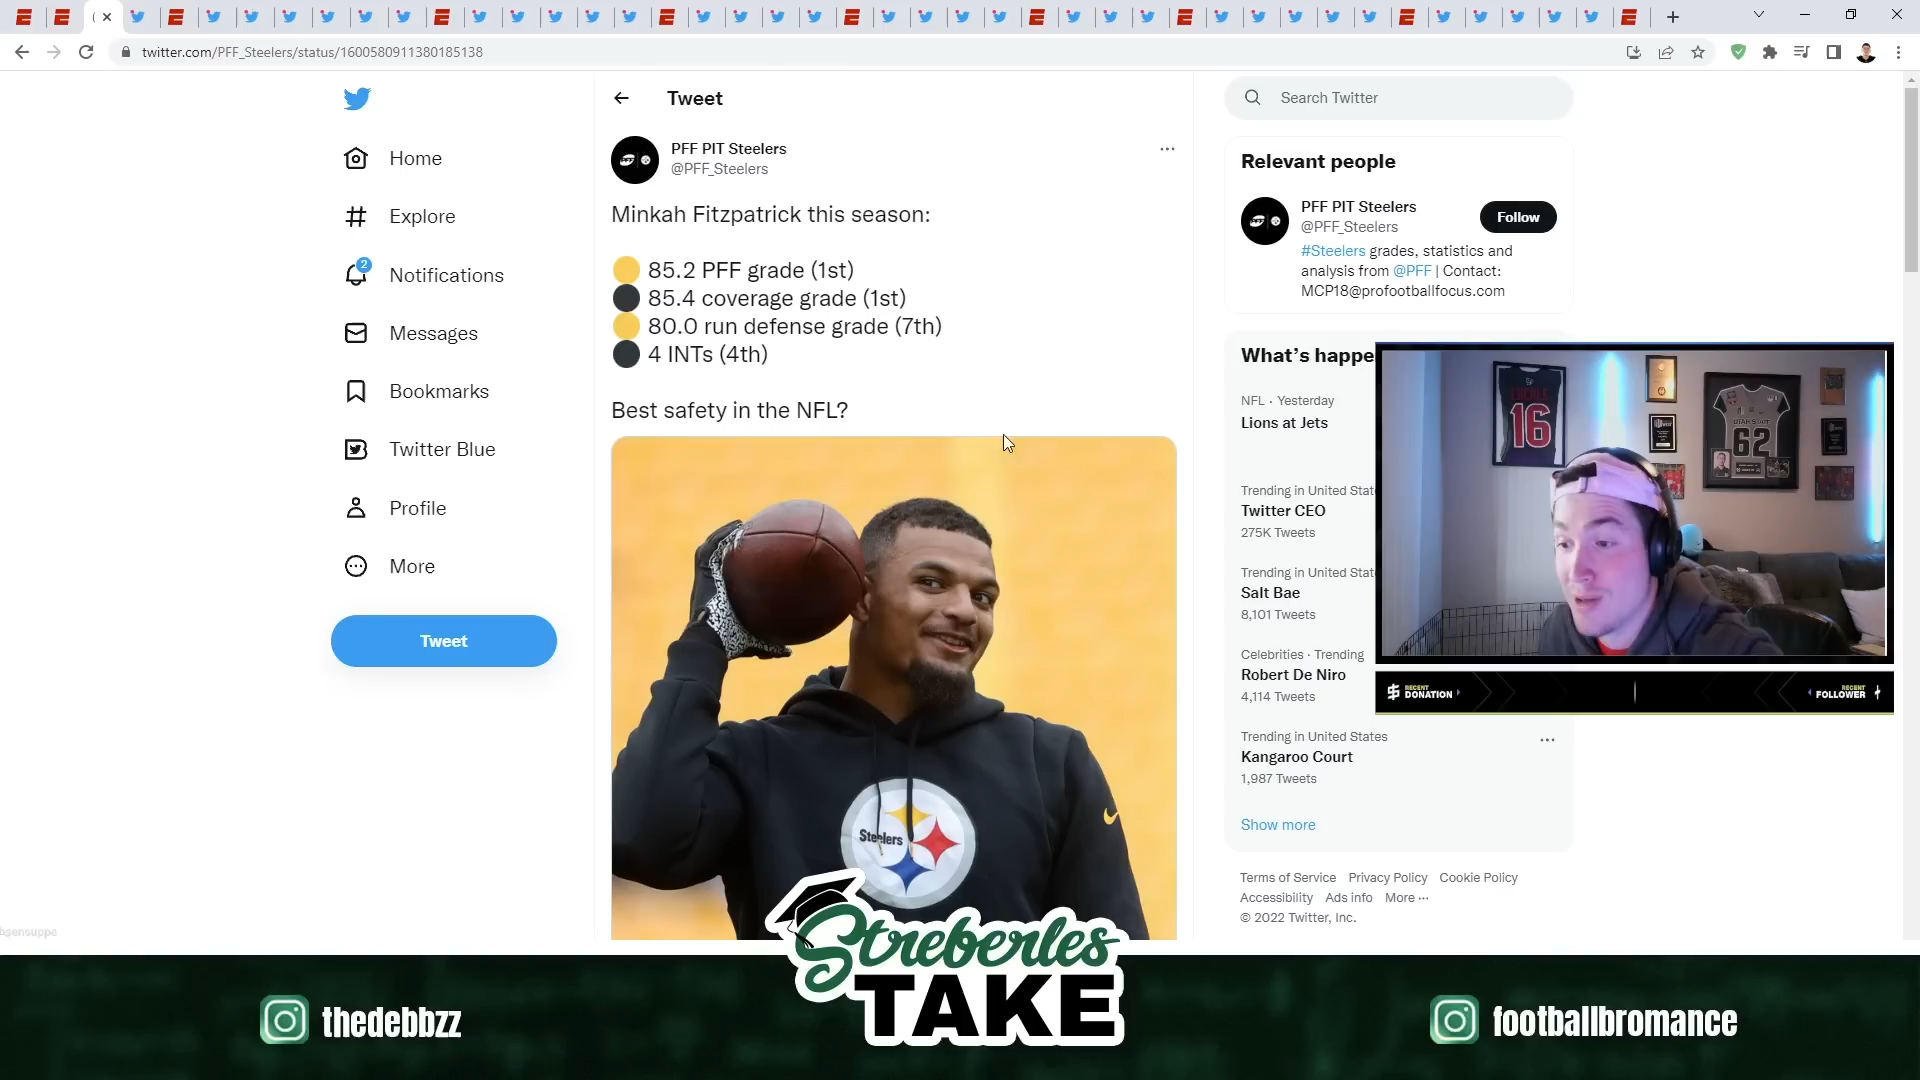 twitter.com/PFF_Steelers/status/1600580911380185138
Home
Explore
2
Notifications
Messages
Bookmarks
Twitter Blue
Profile
More
Tweet
Tweet
PFF PIT Steelers
@PFF_Steelers
Minkah Fitzpatrick this season:
85.2 PFF grade (1st)
85.4 coverage grade (1st)
80.0 run defense grade (7th)
4 INTs (4th)
Best safety in the NFL?
Steelers
Search Twitter
Relevant people
PFF PIT Steelers
@PFF_Steelers
Follow
#Steelers grades, statistics and
analysis from @PFF | Contact:
MCP18@profootballfocus.com
What's happe
NFL · Yesterday
Lions at Jets
Trending in United Stat
Twitter CEO
275K Tweets
Trending in United Stat
Salt Bae
8,101 Tweets
Celebrities · Trending
Robert De Niro
4,114 Tweets
Trending in United States
Kangaroo Court
1,987 Tweets
Show more
Terms of Service Privacy Policy Cookie Policy
Accessibility Ads info More ···
© 2022 Twitter, Inc.
16
UTAH STATE
62
RECENT
DONATION
RECENT
FOLLOWER
Streberles
TAKE
thedebbzz
footballbromance